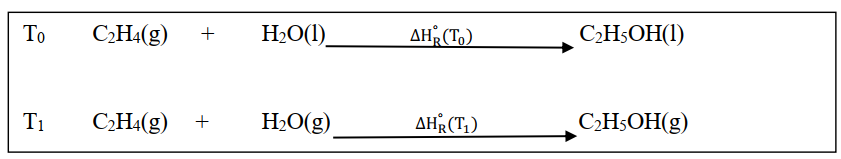 T₀ C₂H₄(g) + H₂O(l) ΔH°R(T₀) C₂H₅OH(l)
T₁ C₂H₄(g) + H₂O(g) ΔH°R(T₁) C₂H₅OH(g)